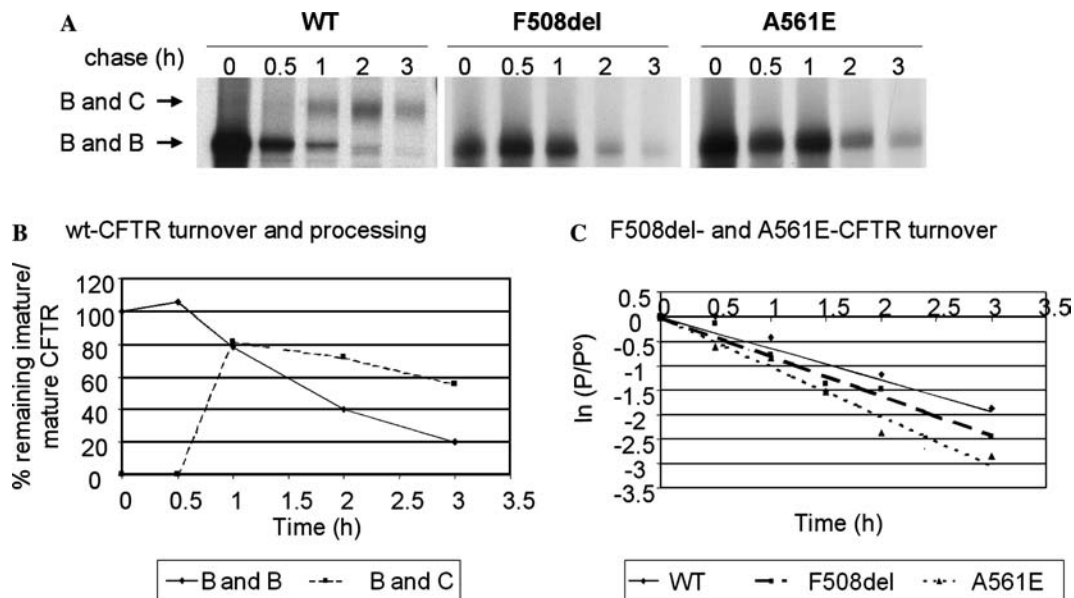 A WT F508del A561E
chase (h) 0 0.5 1 2 3 0 0.5 1 2 3 0 0.5 1 2 3
B and C
B and B
B wt-CFTR turnover and processing
% remaining imature/
mature CFTR
120
100
80
60
40
20
0
0 0.5 1 1.5 2 2.5 3 3.5
Time (h)
B and B B and C
C F508del- and A561E-CFTR turnover
ln (P/Pº)
0.5
0
-0.5
-1
-1.5
-2
-2.5
-3
-3.5
0 0.5 1 1.5 2 2.5 3 3.5
Time (h)
WT F508del A561E